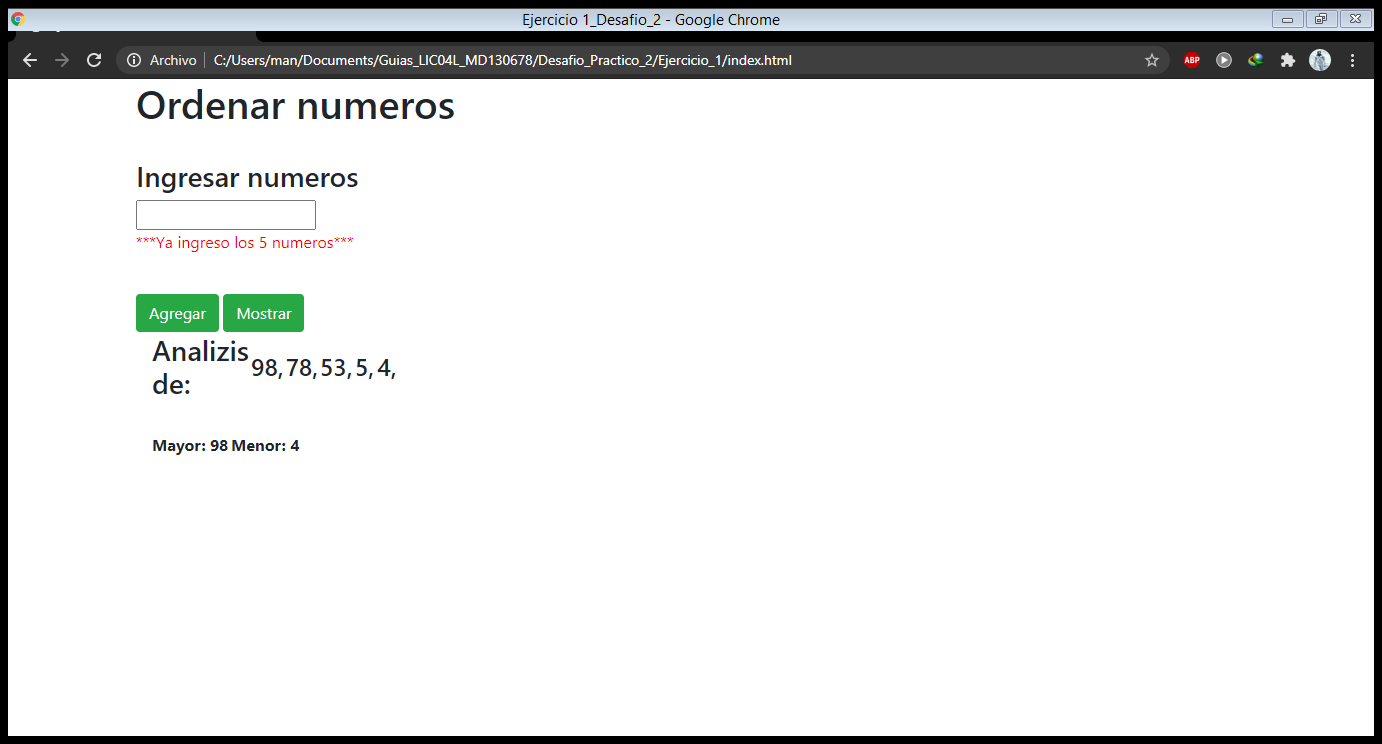 Ejercicio 1_Desafio_2 - Google Chrome
Archivo C:/Users/man/Documents/Guias_LIC04L_MD130678/Desafio_Practico_2/Ejercicio_1/index.html
ABP
Ordenar numeros
Ingresar numeros
***Ya ingreso los 5 numeros***
Agregar Mostrar
Analizis
de:
98, 78, 53, 5, 4,
Mayor: 98 Menor: 4